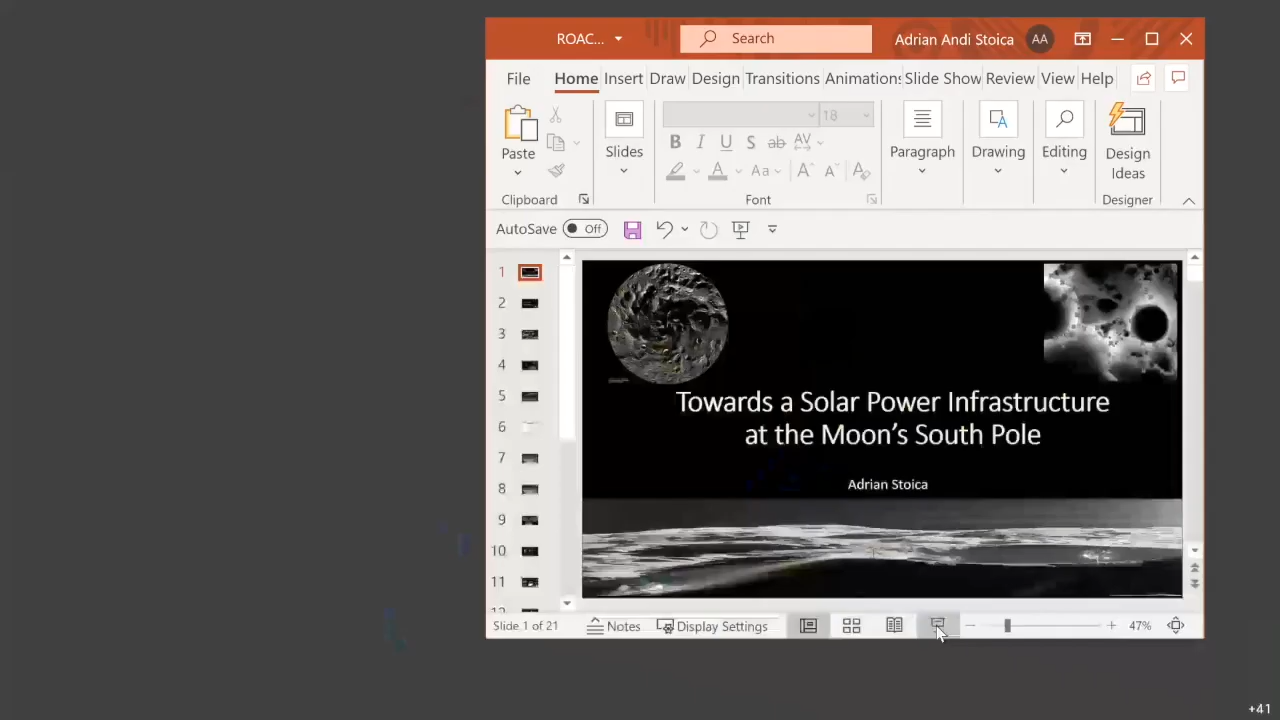 ROAC...
Search
Adrian Andi Stoica
AA
File
Home
Insert
Draw
Design
Transitions
Animations
Slide Show
Review
View
Help
18
B
I
U
S
ab
AV
A
Aa
A
A
A
Paste
Slides
Paragraph
Drawing
Editing
Design
Ideas
Clipboard
Font
Designer
AutoSave
Off
1
2
3
4
5
6
7
8
9
10
11
Towards a Solar Power Infrastructure
at the Moon's South Pole
Adrian Stoica
Slide 1 of 21
Notes
Display Settings
47%
+41